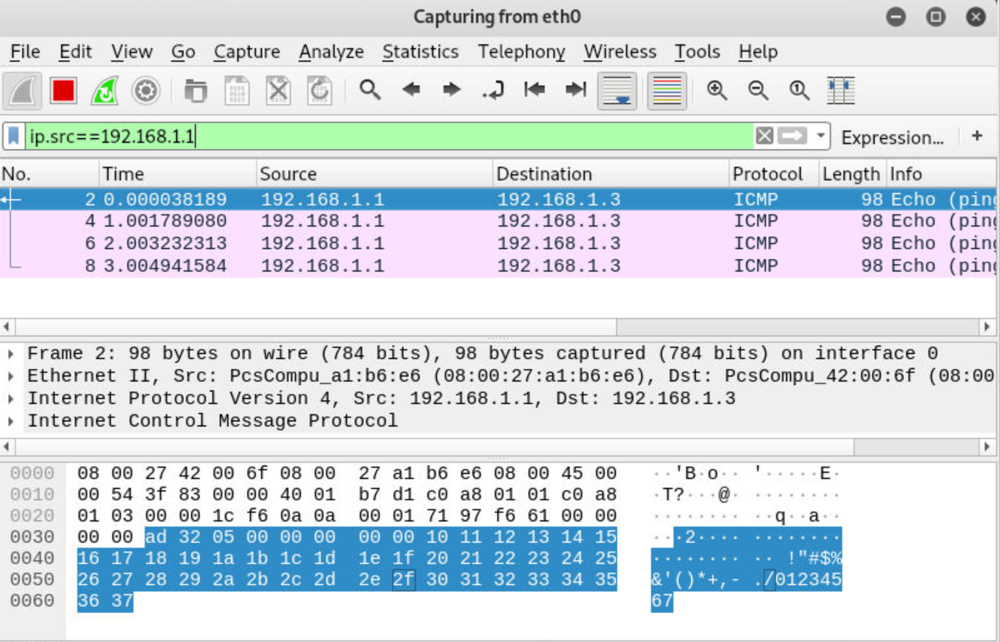 Capturing from eth0
File Edit View Go Capture Analyze Statistics Telephony Wireless Tools Help
ip.src==192.168.1.1 Expression... +
No. Time Source Destination Protocol Length Info
2 0.000038189 192.168.1.1 192.168.1.3 ICMP 98 Echo (ping
4 1.001789080 192.168.1.1 192.168.1.3 ICMP 98 Echo (ping
6 2.003232313 192.168.1.1 192.168.1.3 ICMP 98 Echo (ping
8 3.004941584 192.168.1.1 192.168.1.3 ICMP 98 Echo (ping
Frame 2: 98 bytes on wire (784 bits), 98 bytes captured (784 bits) on interface 0
Ethernet II, Src: PcsCompu_a1:b6:e6 (08:00:27:a1:b6:e6), Dst: PcsCompu_42:00:6f (08:00
Internet Protocol Version 4, Src: 192.168.1.1, Dst: 192.168.1.3
Internet Control Message Protocol
0000 08 00 27 42 00 6f 08 00 27 a1 b6 e6 08 00 45 00 ··'B·o·· '·····E·
0010 00 54 3f 83 00 00 40 01 b7 d1 c0 a8 01 01 c0 a8 ·T?···@· ········
0020 01 03 00 00 1c f6 0a 0a 00 01 71 97 f6 61 00 00 ········ ··q··a··
0030 00 00 ad 32 05 00 00 00 00 00 10 11 12 13 14 15 ···2···· ········
0040 16 17 18 19 1a 1b 1c 1d 1e 1f 20 21 22 23 24 25 ········ ·· !"#$%
0050 26 27 28 29 2a 2b 2c 2d 2e 2f 30 31 32 33 34 35 &'()*+,- ./012345
0060 36 37 67